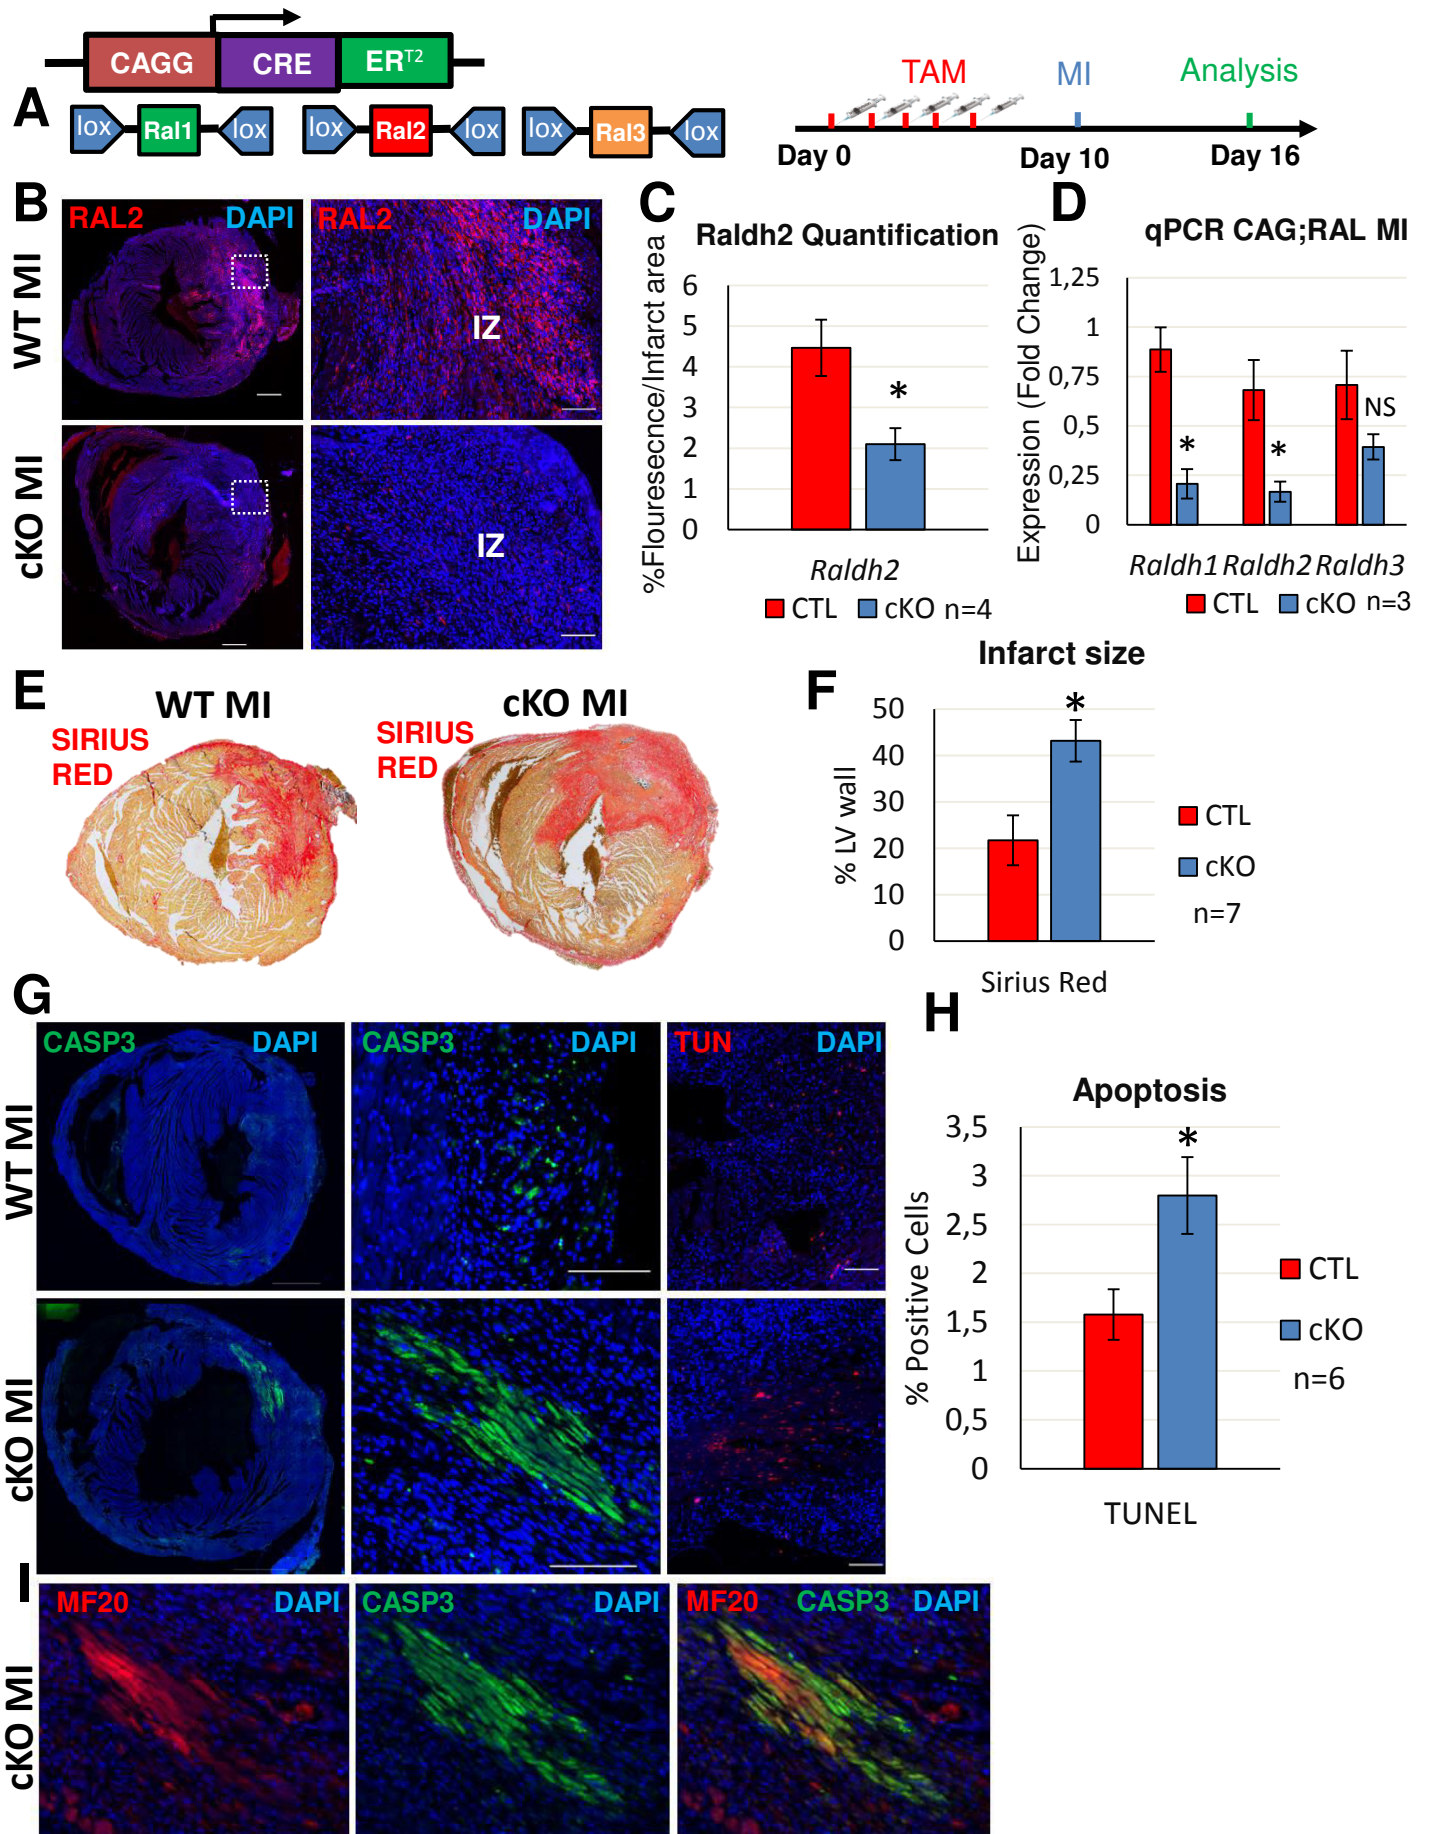 CAGG CRE ER^T2
A
lox Ral1 lox lox Ral2 lox lox Ral3 lox
TAM MI Analysis
Day 0 Day 10 Day 16
B
WT MI
RAL2 DAPI
RAL2 DAPI
IZ
cKO MI
IZ
C
Raldh2 Quantification
%Flouresecnce/Infarct area
6
5
4
3
2
1
0
*
Raldh2
CTL cKO n=4
D
qPCR CAG;RAL MI
Expression (Fold Change)
1,25
1
0,75
0,5
0,25
0
* * NS
Raldh1 Raldh2 Raldh3
CTL cKO n=3
E
WT MI
SIRIUS
RED
cKO MI
SIRIUS
RED
F
Infarct size
% LV wall
50
40
30
20
10
0
*
Sirius Red
CTL
cKO
n=7
G
WT MI
CASP3 DAPI
CASP3 DAPI
TUN DAPI
cKO MI
H
Apoptosis
% Positive Cells
3,5
3
2,5
2
1,5
1
0,5
0
*
TUNEL
CTL
cKO
n=6
I
cKO MI
MF20 DAPI
CASP3 DAPI
MF20 CASP3 DAPI